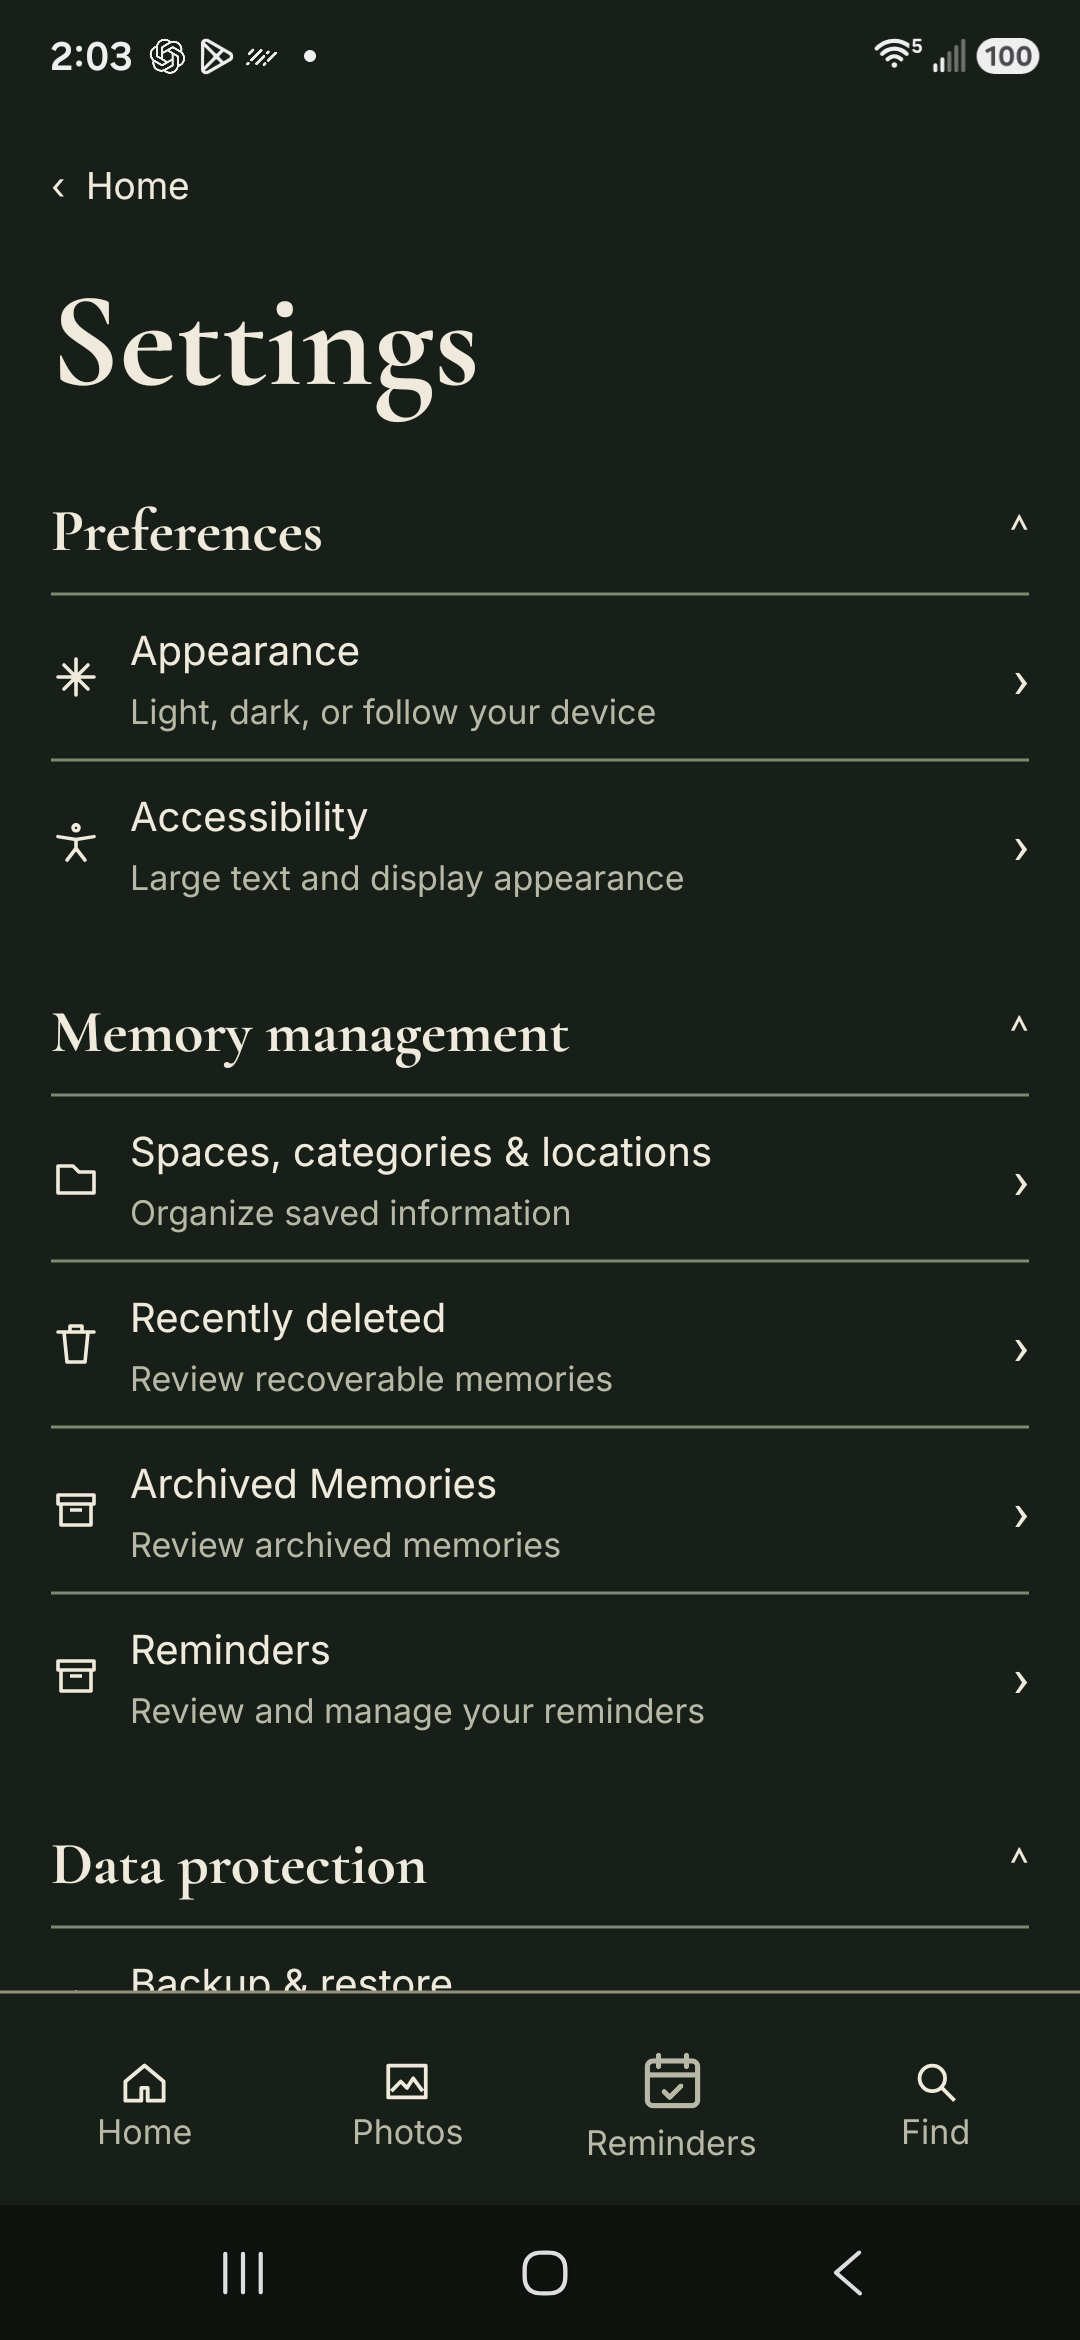 2:03
5
100
‹ Home
Settings
Preferences
Appearance
Light, dark, or follow your device
Accessibility
Large text and display appearance
Memory management
Spaces, categories & locations
Organize saved information
Recently deleted
Review recoverable memories
Archived Memories
Review archived memories
Reminders
Review and manage your reminders
Data protection
Backup & restore
Home
Photos
Reminders
Find